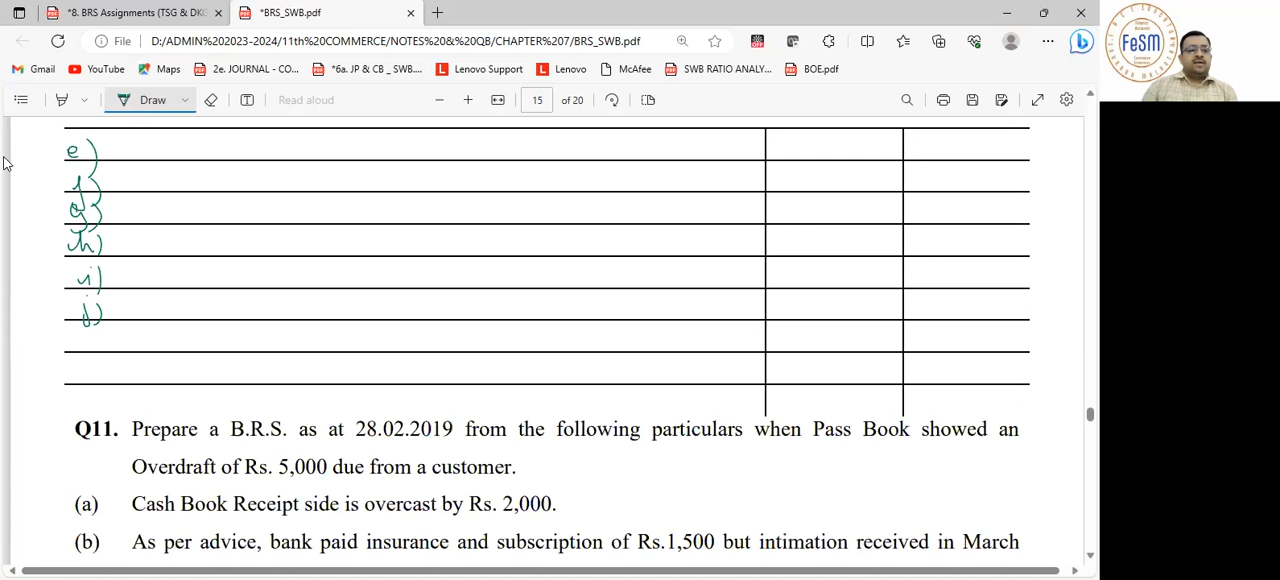 *8. BRS Assignments (TSG & DKG
*BRS_SWB.pdf
File
D:/ADMIN%202023-2024/11th%20COMMERCE/NOTES%20
QB/CHAPTER%207/BRS_SWB.pdf
Gmail
YouTube
Maps
2e. JOURNAL - CO...
*6a. JP & CB _ SWB....
Lenovo Support
Lenovo
McAfee
SWB RATIO ANALY...
BOE.pdf
Draw
Read aloud
15 of 20
e)
f)
g)
h)
i)
j)
Q11. Prepare a B.R.S. as at 28.02.2019 from the following particulars when Pass Book showed an
Overdraft of Rs. 5,000 due from a customer.
(a) Cash Book Receipt side is overcast by Rs. 2,000.
(b) As per advice, bank paid insurance and subscription of Rs.1,500 but intimation received in March
FeSM